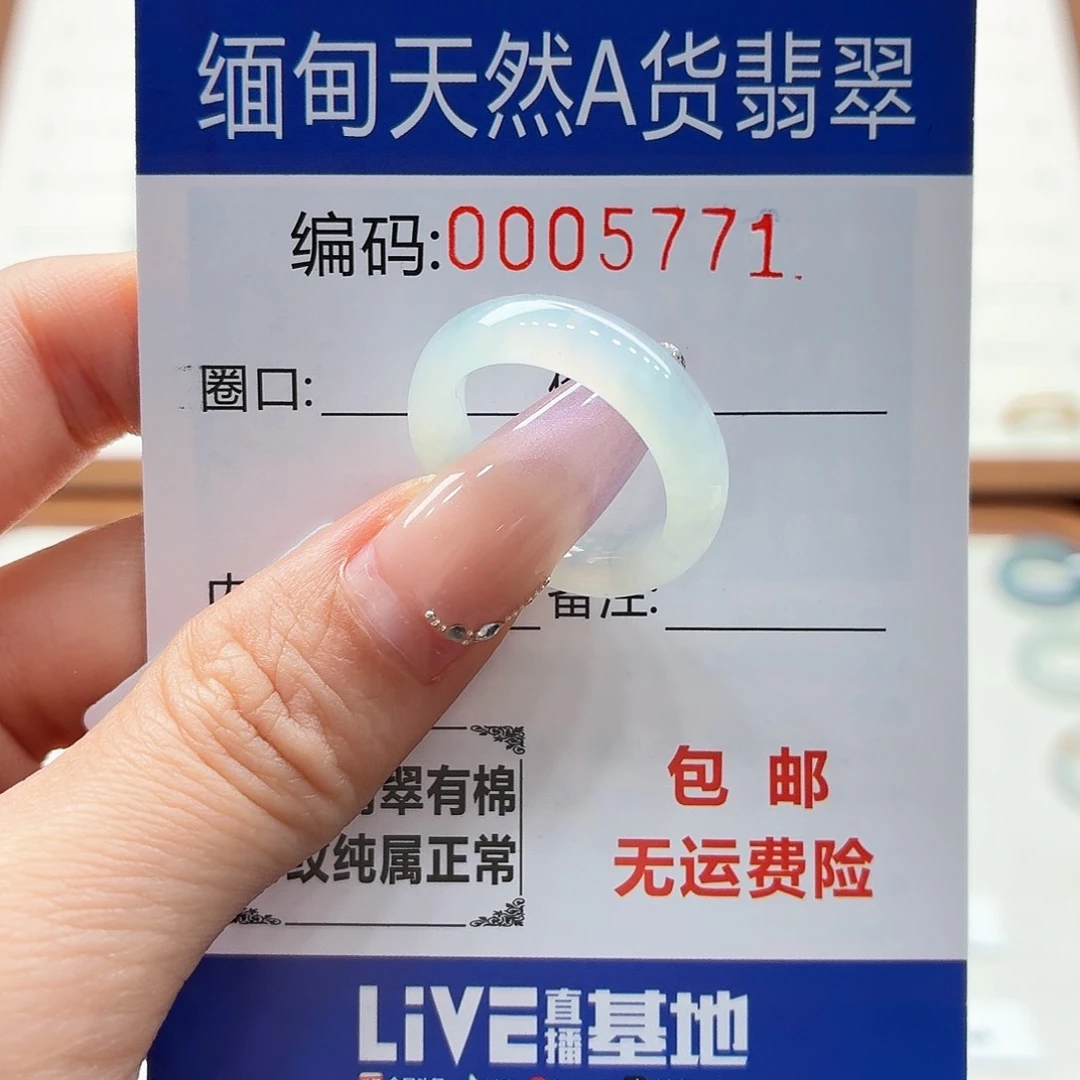 缅甸天然A货翡翠
编码:0005771
圈口:
备注:
翠有棉
纹纯属正常
包邮
无运费险
LiVE直播基地